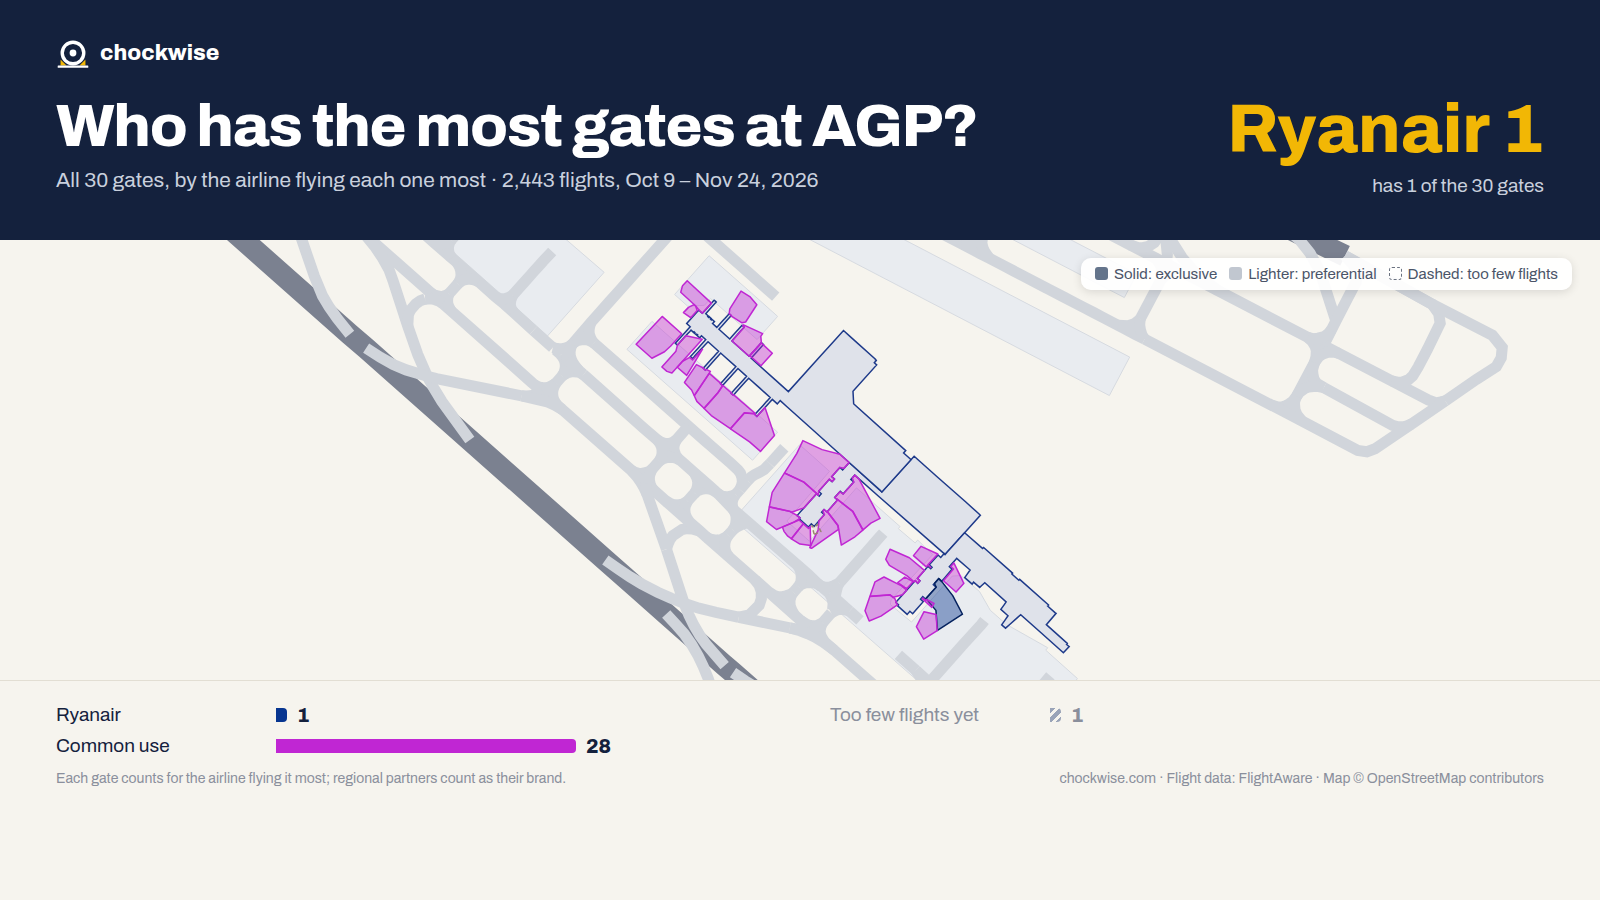 chockwise
Who has the most gates at AGP?
All 30 gates, by the airline flying each one most · 2,443 flights, Oct 9 – Nov 24, 2026
Ryanair 1
has 1 of the 30 gates
Solid: exclusive Lighter: preferential Dashed: too few flights
Ryanair 1
Common use 28
Too few flights yet 1
Each gate counts for the airline flying it most; regional partners count as their brand.
chockwise.com · Flight data: FlightAware · Map © OpenStreetMap contributors